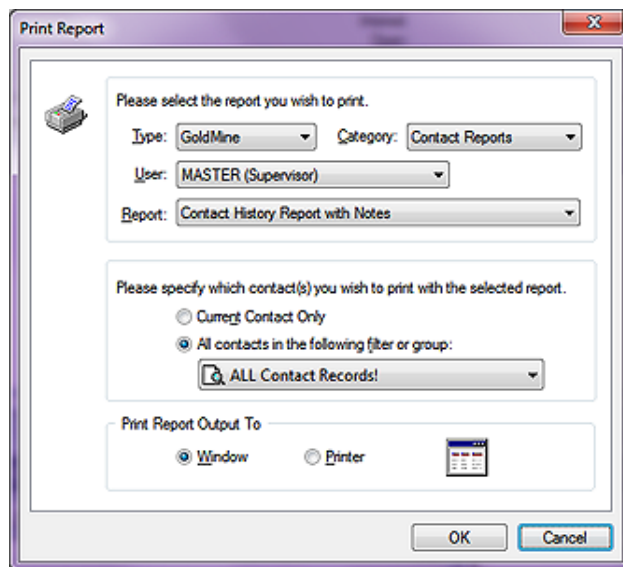 Print Report
Please select the report you wish to print.
Type: GoldMine Category: Contact Reports
User: MASTER (Supervisor)
Report: Contact History Report with Notes
Please specify which contact(s) you wish to print with the selected report.
Current Contact Only
All contacts in the following filter or group:
ALL Contact Records!
Print Report Output To
Window Printer
OK Cancel